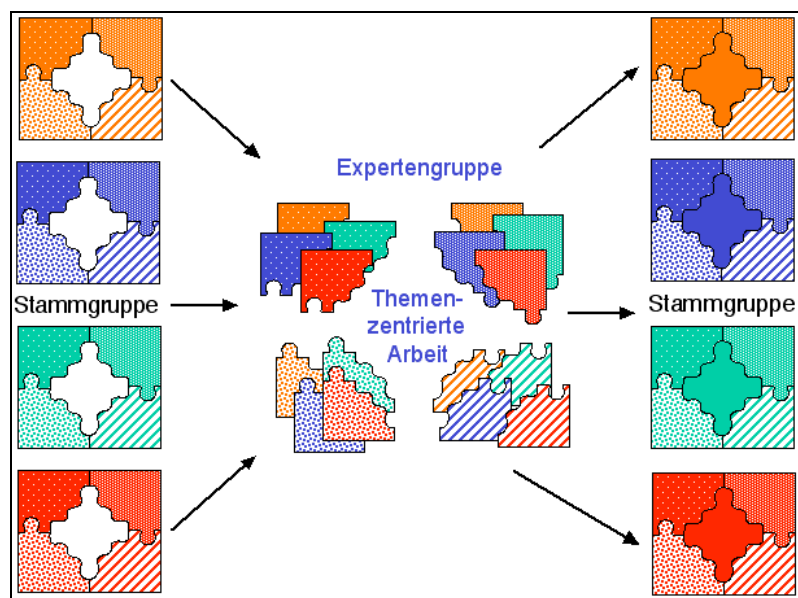 Expertengruppe
Stammgruppe
Themen-
zentrierte
Arbeit
Stammgruppe